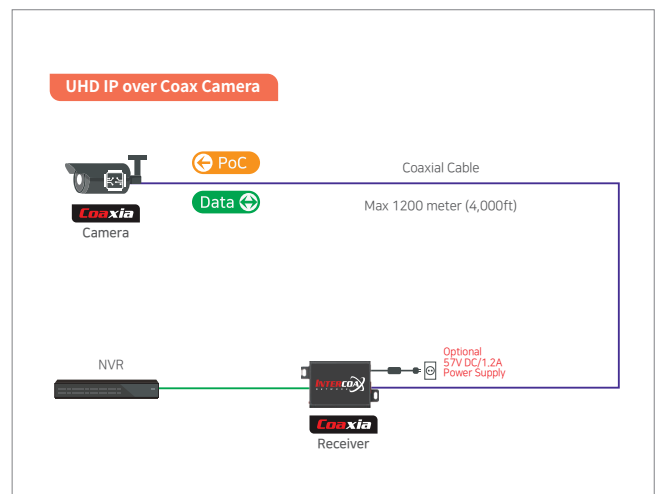 UHD IP over Coax Camera
PoC
Coaxial Cable
Data
Max 1200 meter (4,000ft)
Coaxia
Camera
NVR
Optional
57V DC/1.2A
Power Supply
INTERCOAX
Coaxia
Receiver